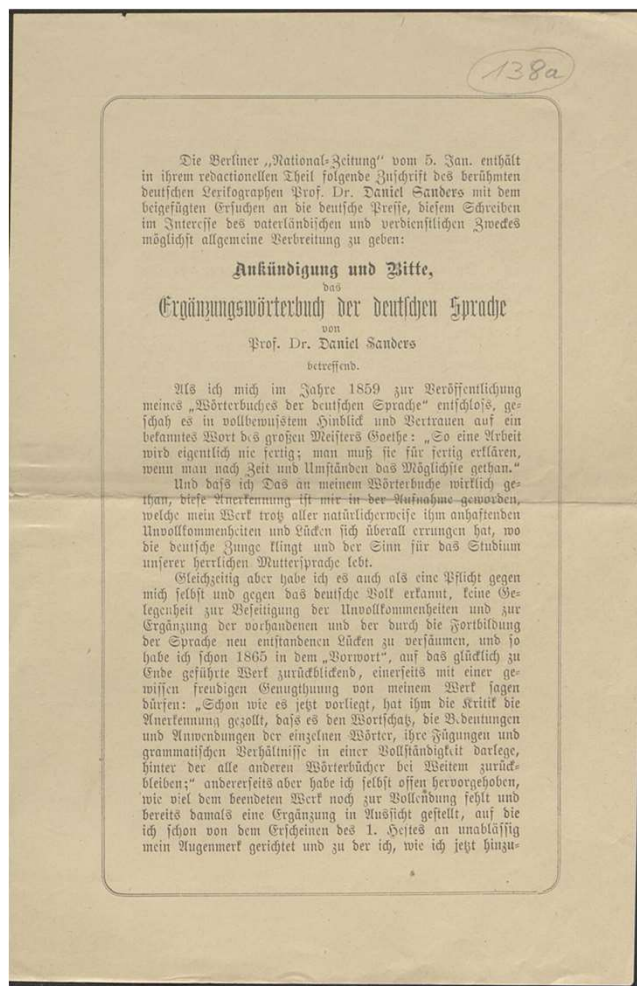 138a
Die Berliner „National-Zeitung“ vom 5. Jan. enthält
in ihrem redactionellen Theil folgende Zuschrift des berühmten
deutschen Lexikographen Prof. Dr. Daniel Sanders mit dem
beigefügten Ersuchen an die deutsche Presse, diesem Schreiben
im Interesse des vaterländischen und verdienstlichen Zweckes
möglichst allgemeine Verbreitung zu geben:
Ankündigung und Bitte,
das
Ergänzungswörterbuch der deutschen Sprache
von
Prof. Dr. Daniel Sanders
betreffend.
Als ich mich im Jahre 1859 zur Veröffentlichung
meines „Wörterbuches der deutschen Sprache“ entschloss, ge-
schah es in vollbewusstem Hinblick und Vertrauen auf ein
bekanntes Wort des großen Meisters Goethe: „So eine Arbeit
wird eigentlich nie fertig; man muß sie für fertig erklären,
wenn man nach Zeit und Umständen das Möglichste gethan.“
Und dass ich Das an meinem Wörterbuche wirklich ge-
than, diese Anerkennung ist mir in der Aufnahme geworden,
welche mein Werk trotz aller natürlicherweise ihm anhaftenden
Unvollkommenheiten und Lücken sich überall errungen hat, wo
die deutsche Zunge klingt und der Sinn für das Studium
unserer herrlichen Muttersprache lebt.
Gleichzeitig aber habe ich es auch als eine Pflicht gegen
mich selbst und gegen das deutsche Volk erkannt, keine Ge-
legenheit zur Beseitigung der Unvollkommenheiten und zur
Ergänzung der vorhandenen und der durch die Fortbildung
der Sprache neu entstandenen Lücken zu versäumen, und so
habe ich schon 1865 in dem „Vorwort“, auf das glücklich zu
Ende geführte Werk zurückblickend, einerseits mit einer ge-
wissen freudigen Genugthuung von meinem Werk sagen
dürfen: „Schon wie es jetzt vorliegt, hat ihm die Kritik die
Anerkennung gezollt, dass es den Wortschatz, die Bedeutungen
und Anwendungen der einzelnen Wörter, ihre Fügungen und
grammatischen Verhältnisse in einer Vollständigkeit darlege,
hinter der alle anderen Wörterbücher bei Weitem zurück-
bleiben;“ andererseits aber habe ich selbst offen hervorgehoben,
wie viel dem beendeten Werk noch zur Vollendung fehlt und
bereits damals eine Ergänzung in Aussicht gestellt, auf die
ich schon von dem Erscheinen des 1. Heftes an unablässig
mein Augenmerk gerichtet und zu der ich, wie ich jetzt hinzu-